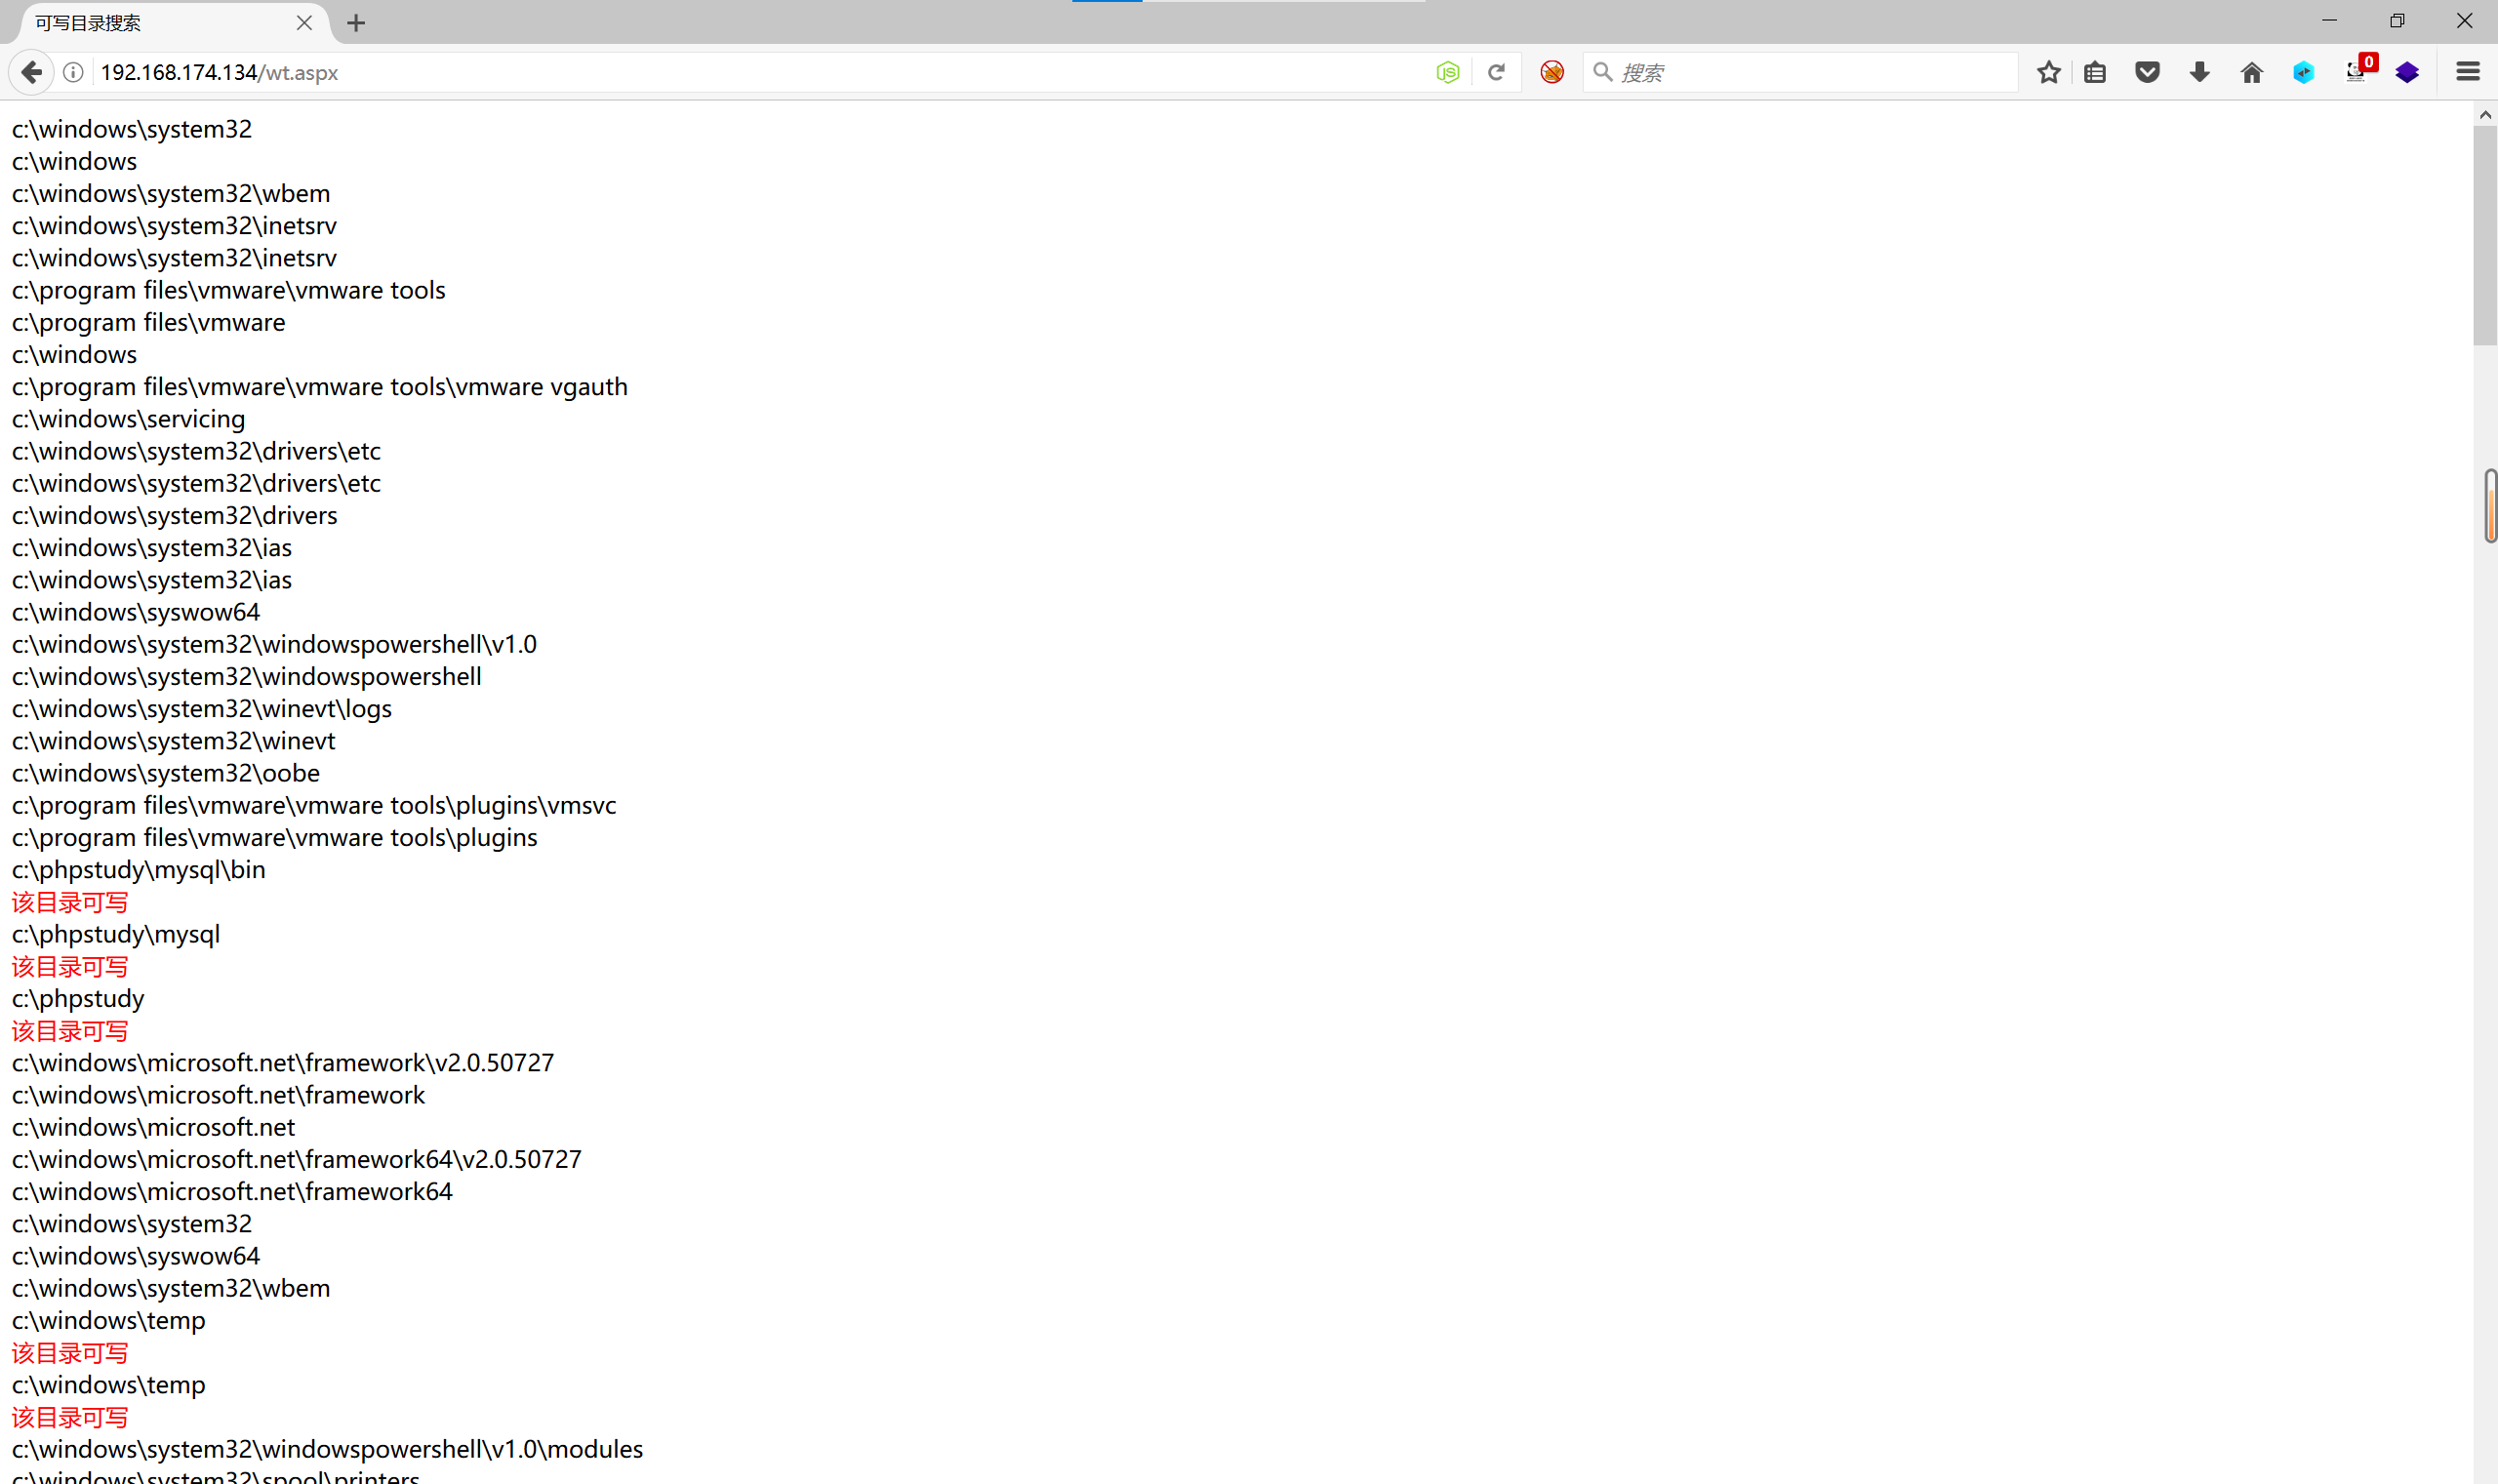 可写目录搜索
192.168.174.134/wt.aspx
搜索
0
c:\windows\system32
c:\windows
c:\windows\system32\wbem
c:\windows\system32\inetsrv
c:\windows\system32\inetsrv
c:\program files\vmware\vmware tools
c:\program files\vmware
c:\windows
c:\program files\vmware\vmware tools\vmware vgauth
c:\windows\servicing
c:\windows\system32\drivers\etc
c:\windows\system32\drivers\etc
c:\windows\system32\drivers
c:\windows\system32\ias
c:\windows\system32\ias
c:\windows\syswow64
c:\windows\system32\windowspowershell\v1.0
c:\windows\system32\windowspowershell
c:\windows\system32\winevt\logs
c:\windows\system32\winevt
c:\windows\system32\oobe
c:\program files\vmware\vmware tools\plugins\vmsvc
c:\program files\vmware\vmware tools\plugins
c:\phpstudy\mysql\bin
该目录可写
c:\phpstudy\mysql
该目录可写
c:\phpstudy
该目录可写
c:\windows\microsoft.net\framework\v2.0.50727
c:\windows\microsoft.net\framework
c:\windows\microsoft.net
c:\windows\microsoft.net\framework64\v2.0.50727
c:\windows\microsoft.net\framework64
c:\windows\system32
c:\windows\syswow64
c:\windows\system32\wbem
c:\windows\temp
该目录可写
c:\windows\temp
该目录可写
c:\windows\system32\windowspowershell\v1.0\modules
c:\windows\system32\spool\printers